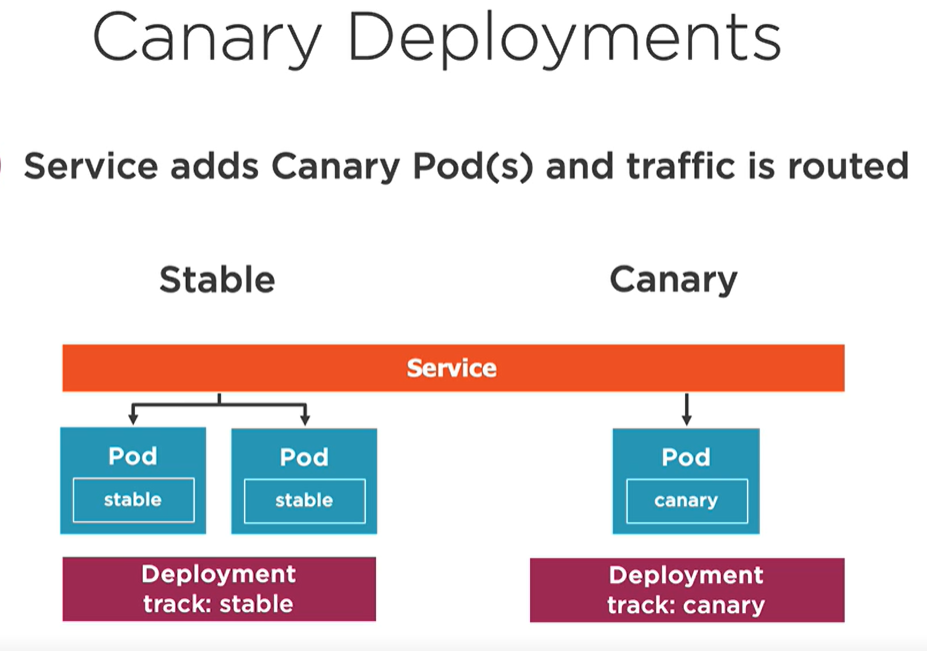 Canary Deployments
Service adds Canary Pod(s) and traffic is routed
Stable
Canary
Service
Pod
stable
Pod
stable
Pod
canary
Deployment
track: stable
Deployment
track: canary